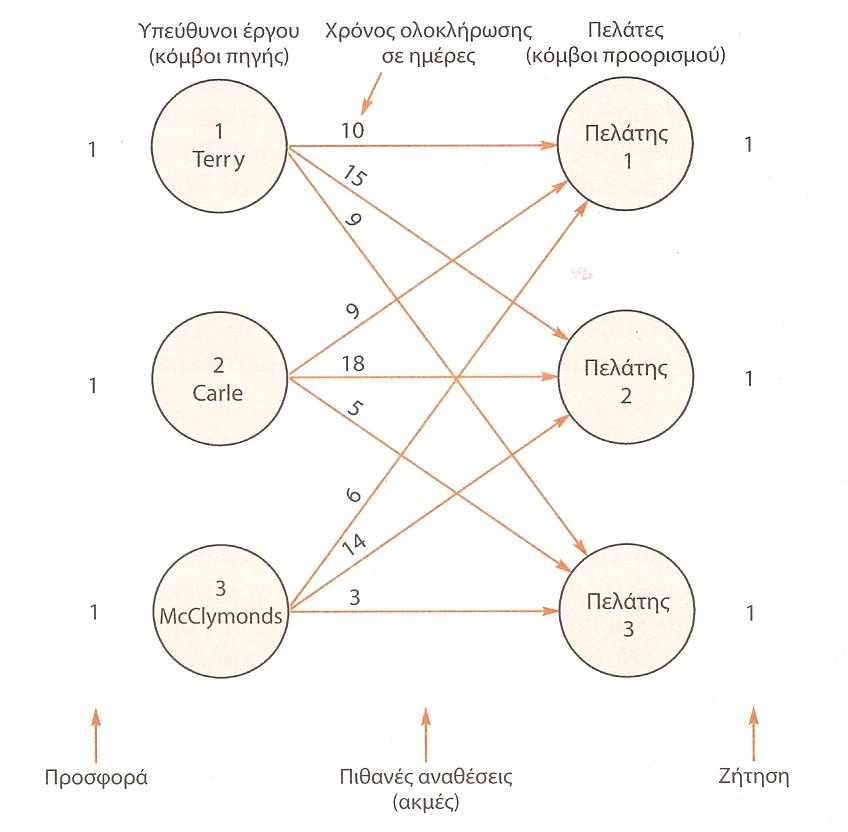 Υπεύθυνοι έργου
(κόμβοι πηγής)
Χρόνος ολοκλήρωσης
σε ημέρες
Πελάτες
(κόμβοι προορισμού)
1
1
Terry
10
15
9
Πελάτης
1
1
1
2
Carle
9
18
5
Πελάτης
2
1
1
3
McClymonds
6
14
3
Πελάτης
3
1
Προσφορά
Πιθανές αναθέσεις
(ακμές)
Ζήτηση